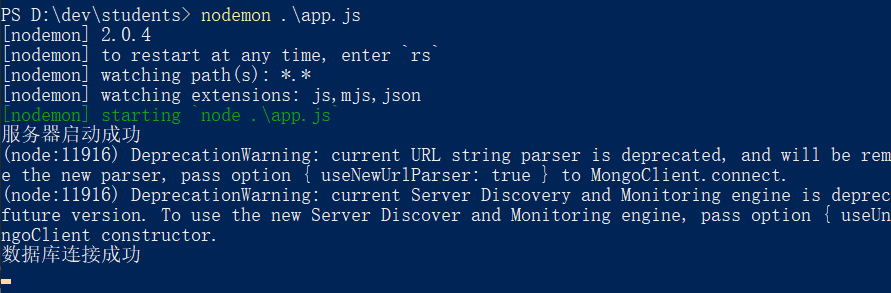 PS D:\dev\students> nodemon .\app.js
[nodemon] 2.0.4
[nodemon] to restart at any time, enter `rs`
[nodemon] watching path(s): *.*
[nodemon] watching extensions: js,mjs,json
[nodemon] starting `node .\app.js`
服务器启动成功
(node:11916) DeprecationWarning: current URL string parser is deprecated, and will be rem
e the new parser, pass option { useNewUrlParser: true } to MongoClient.connect.
(node:11916) DeprecationWarning: current Server Discovery and Monitoring engine is deprec
future version. To use the new Server Discover and Monitoring engine, pass option { useUn
ngoClient constructor.
数据库连接成功